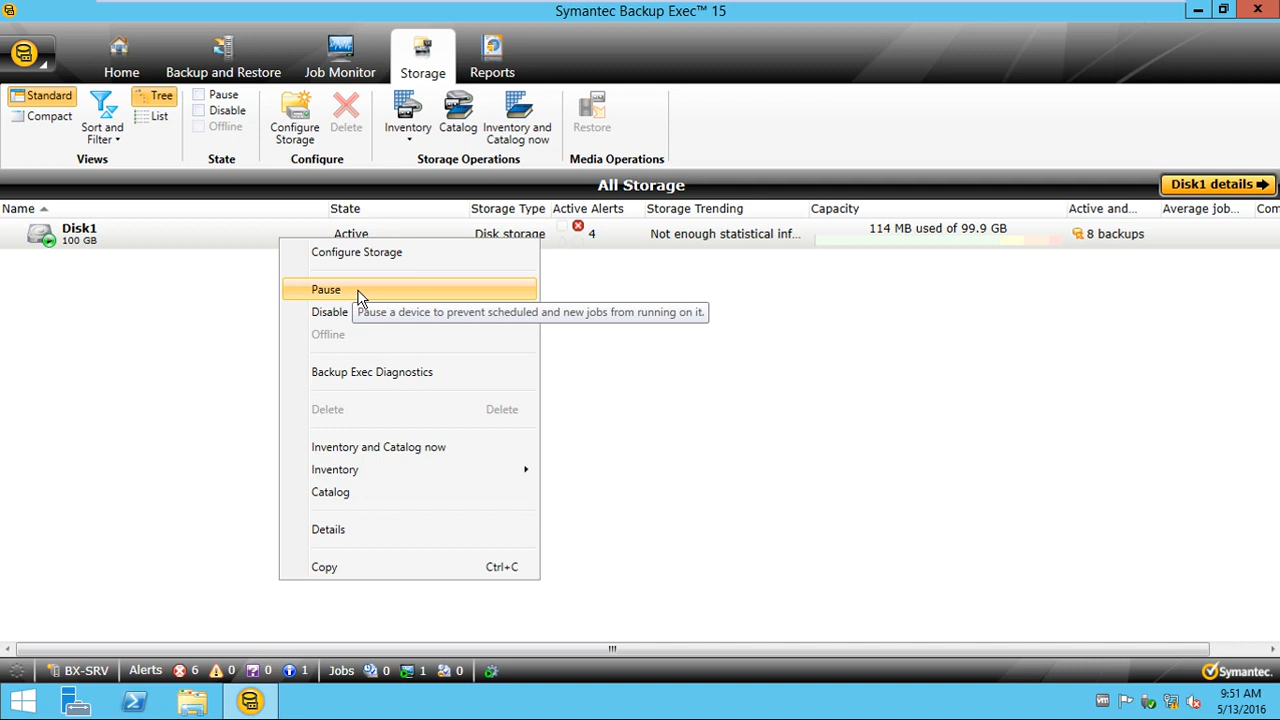 Symantec Backup Exec™ 15
Home
Backup and Restore
Job Monitor
Storage
Reports
Standard
Compact
Sort and
Filter
Tree
List
Views
Pause
Disable
Offline
State
Configure
Storage
Delete
Configure
Inventory
Catalog
Inventory and
Catalog now
Storage Operations
Restore
Media Operations
All Storage
Disk1 details
Name
State
Storage Type
Active Alerts
Storage Trending
Capacity
Active and...
Average job...
Com
Disk1
100 GB
Active
Disk storage
4
Not enough statistical inf...
114 MB used of 99.9 GB
8 backups
Configure Storage
Pause
Disable
Pause a device to prevent scheduled and new jobs from running on it.
Offline
Backup Exec Diagnostics
Delete Delete
Inventory and Catalog now
Inventory
Catalog
Details
Copy Ctrl+C
BX-SRV
Alerts 6 0 0 1
Jobs 0 1 0
Symantec.
9:51 AM
5/13/2016